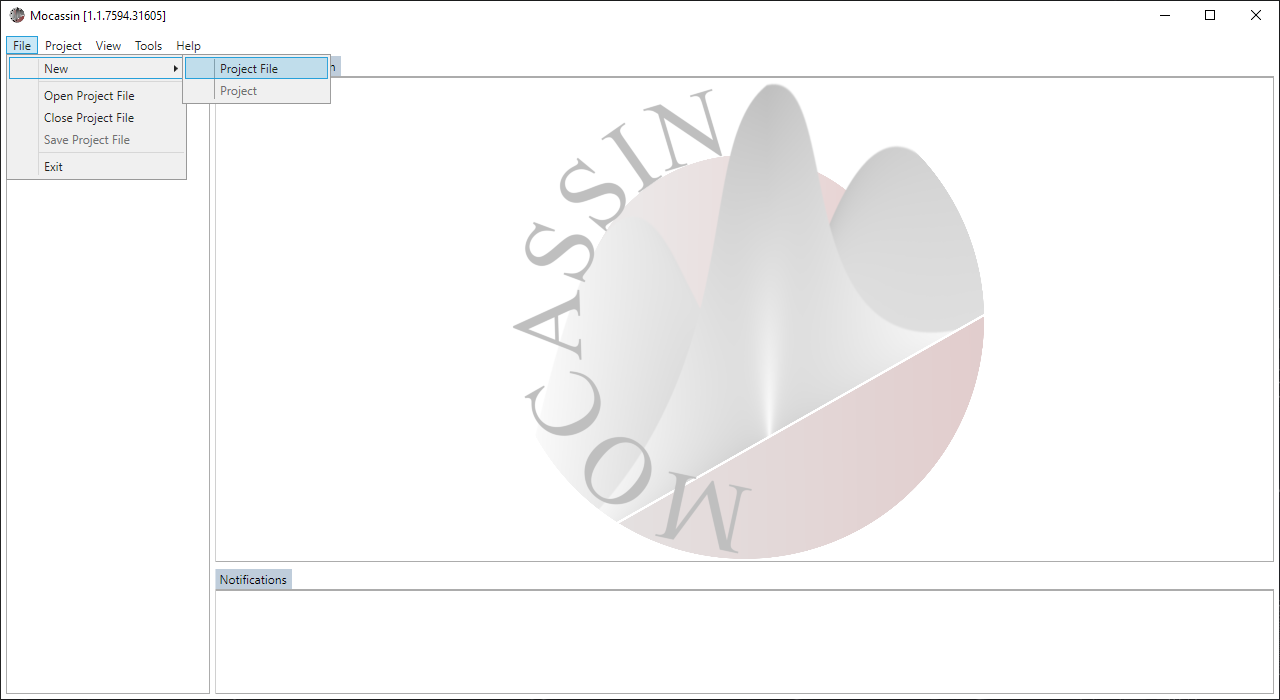 Mocassin [1.1.7594.31605]
File Project View Tools Help
New
Project File
Project
Open Project File
Close Project File
Save Project File
Exit
MOCASSIN
Notifications